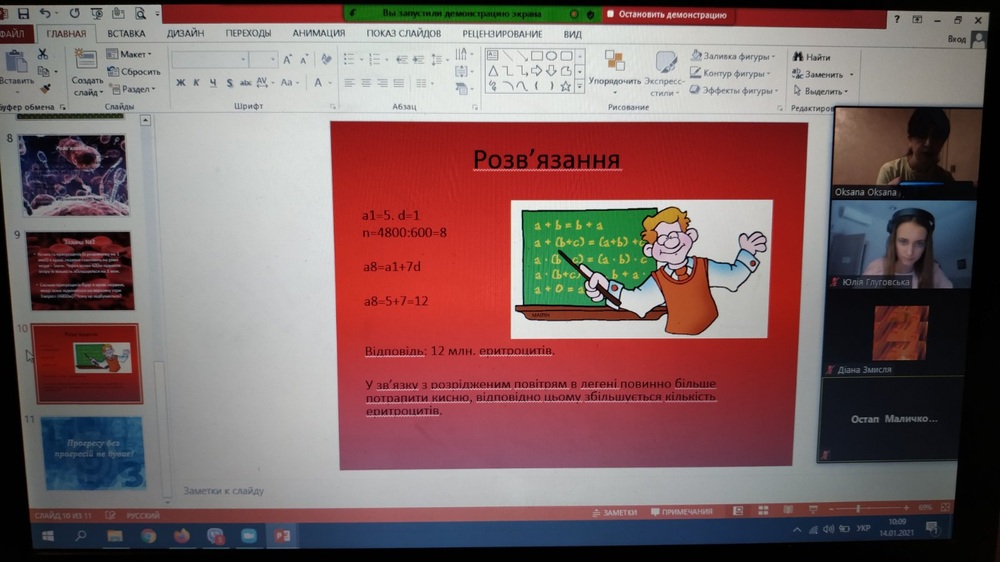 Вы запустили демонстрацию экрана
Остановить демонстрацию
ФАЙЛ ГЛАВНАЯ ВСТАВКА ДИЗАЙН ПЕРЕХОДЫ АНИМАЦИЯ ПОКАЗ СЛАЙДОВ РЕЦЕНЗИРОВАНИЕ ВИД
Вход
Вставить
Создать
слайд
Макет
Сбросить
Раздел
Ж К Ч S abc AV Aa A
Упорядочить
Экспресс-
стили
Заливка фигуры
Контур фигуры
Эффекты фигуры
Найти
Заменить
Выделить
Буфер обмена
Слайды
Шрифт
Абзац
Рисование
Редактиров
8
Розв'язання
9
Задача №2
10
11
Прогресу без
прогресій не буває!
Розв’язання
a1=5. d=1
n=4800:600=8
a8=a1+7d
a8=5+7=12
a + b = b + a
a + (b+c) = (a+b) +c
MARTIN
Відповідь: 12 млн. еритроцитів.
У зв’язку з розрідженим повітрям в легені повинно більше
потрапити кисню, відповідно цьому збільшується кількість
еритроцитів.
Oksana Oksana
Юлія Глуговська
Діана Змисля
Остап Маличко...
Заметки к слайду
СЛАЙД 10 ИЗ 11 РУССКИЙ
ЗАМЕТКИ ПРИМЕЧАНИЯ 69%
УКР
10:09
14.01.2021